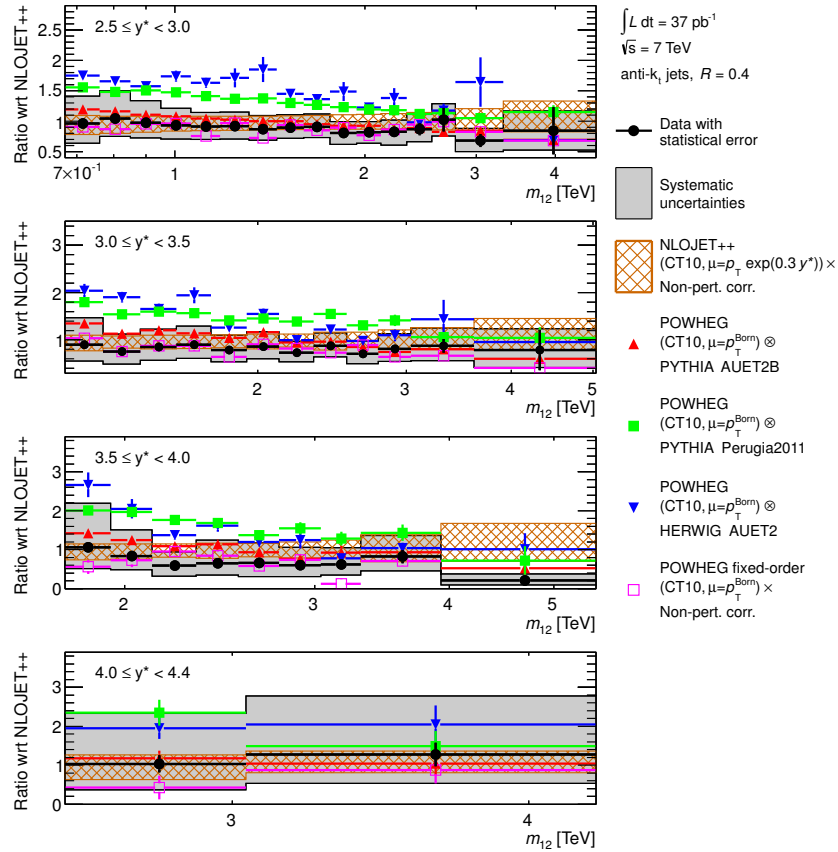 Ratio wrt NLOJET++
2.5 ≤ y* < 3.0
2.5
2
1.5
1
0.5
7×10⁻¹
1
2
3
4
m₁₂ [TeV]
Ratio wrt NLOJET++
3.0 ≤ y* < 3.5
3
2
1
2
3
4
5
m₁₂ [TeV]
Ratio wrt NLOJET++
3.5 ≤ y* < 4.0
3
2
1
0
2
3
4
5
m₁₂ [TeV]
Ratio wrt NLOJET++
4.0 ≤ y* < 4.4
3
2
1
0
3
4
m₁₂ [TeV]
∫L dt = 37 pb⁻¹
√s = 7 TeV
anti-kₜ jets, R = 0.4
Data with
statistical error
Systematic
uncertainties
NLOJET++
(CT10, μ=p_T exp(0.3 y*)) ×
Non-pert. corr.
POWHEG
(CT10, μ=p_T^Born) ⊗
PYTHIA AUET2B
POWHEG
(CT10, μ=p_T^Born) ⊗
PYTHIA Perugia2011
POWHEG
(CT10, μ=p_T^Born) ⊗
HERWIG AUET2
POWHEG fixed-order
(CT10, μ=p_T^Born) ×
Non-pert. corr.